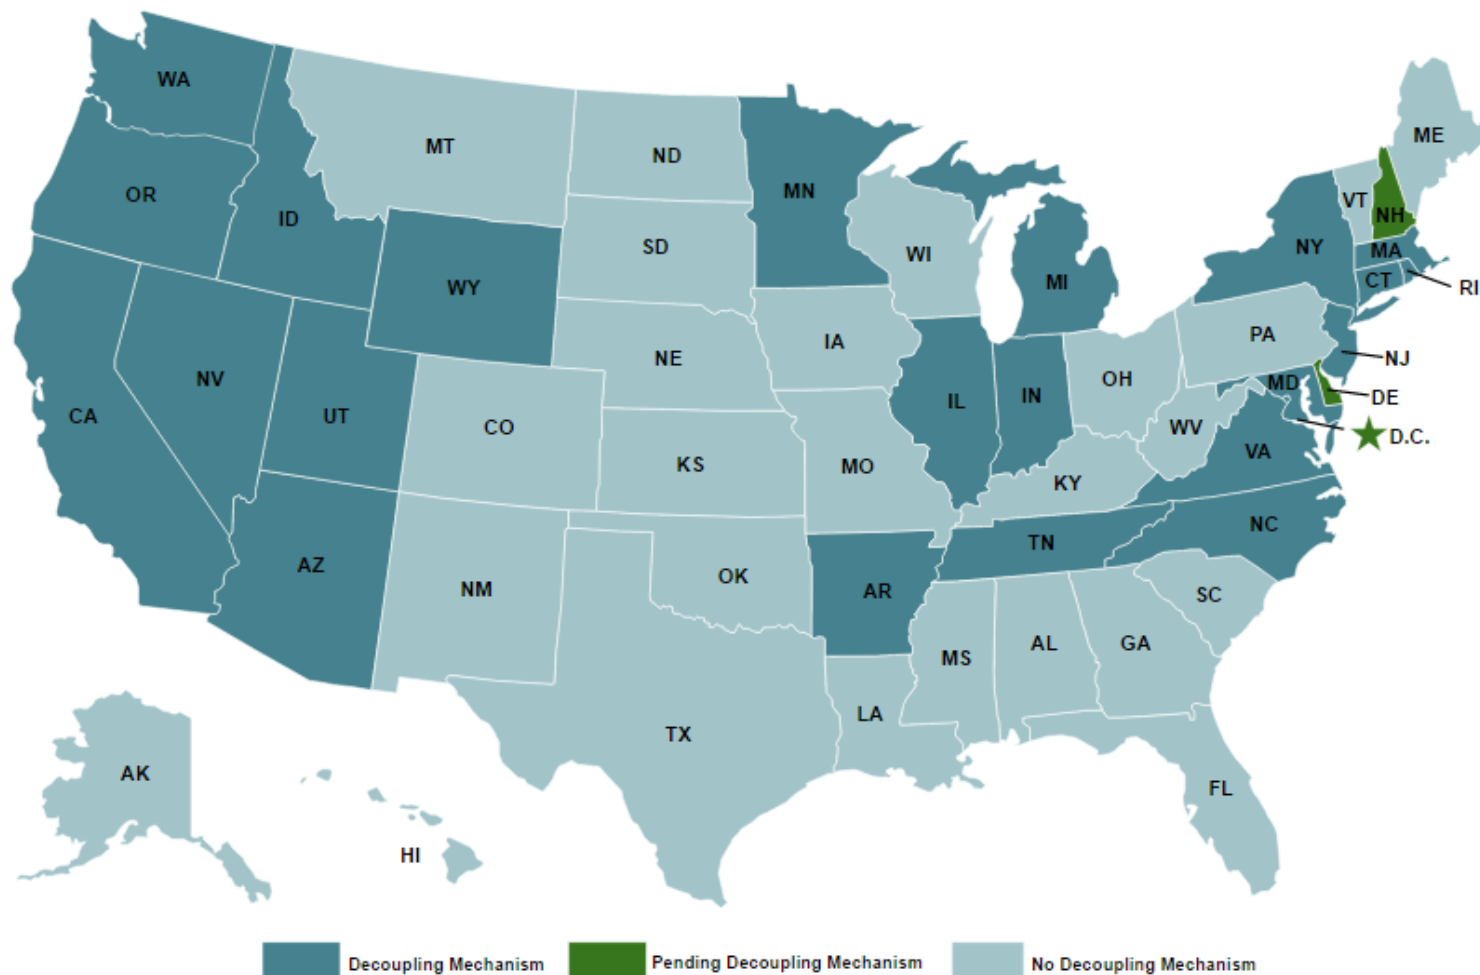 WA
MT
ND
ME
OR
ID
MN
VT
NH
SD
WI
NY
MA
WY
MI
CT
RI
NE
IA
PA
NV
OH
NJ
CA
UT
IL
IN
MD
DE
CO
WV
D.C.
KS
MO
KY
VA
AZ
NM
OK
AR
TN
NC
SC
MS
AL
GA
LA
TX
AK
FL
HI
Decoupling Mechanism
Pending Decoupling Mechanism
No Decoupling Mechanism